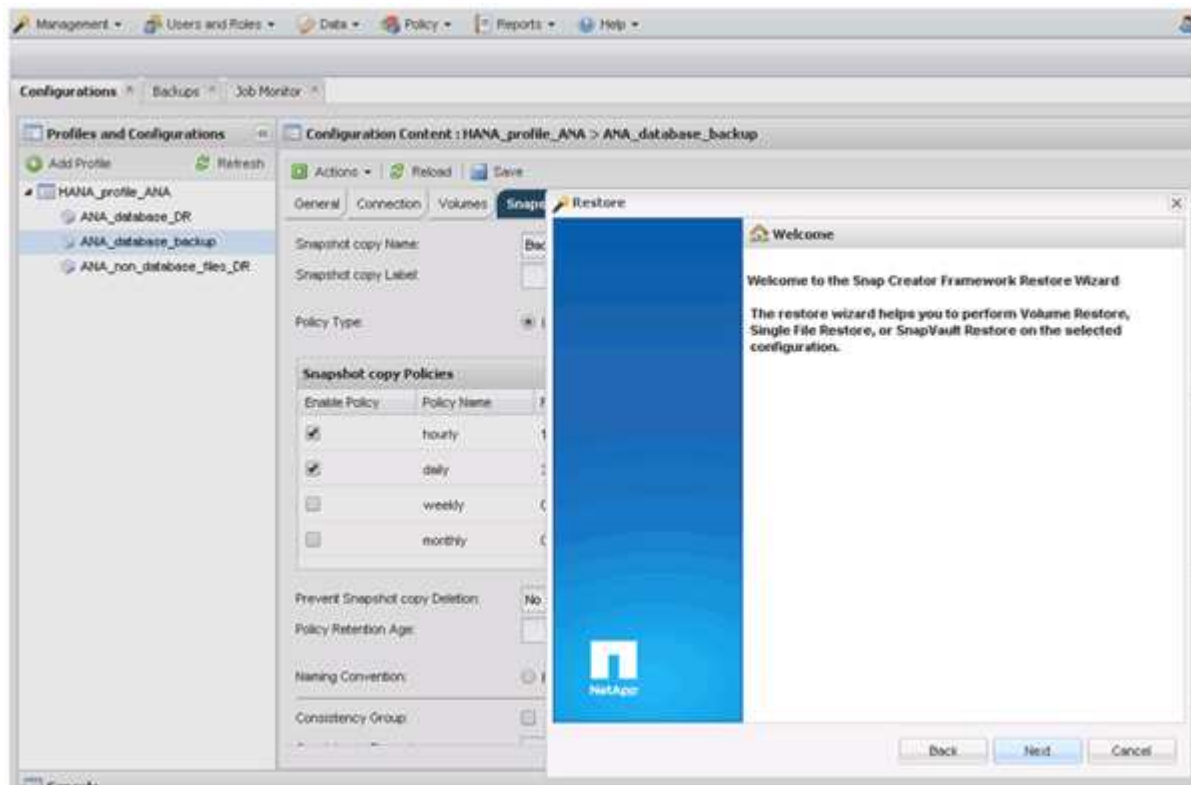 Management Users and Roles Data Policy Reports Help
Configurations Backups Job Monitor
Profiles and Configurations
Add Profile Refresh
HANA_profile_ANA
ANA_database_DR
ANA_database_backup
ANA_non_database_files_DR
Configuration Content : HANA_profile_ANA > ANA_database_backup
Actions Reload Save
General Connection Volumes Snaps
Snapshot copy Name: Bac
Snapshot copy Label:
Policy Type:
Snapshot copy Policies
Enable Policy Policy Name
hourly
daily
weekly
monthly
Prevent Snapshot copy Deletion: No
Policy Retention Age:
Naming Convention:
Consistency Group:
Restore
Welcome
Welcome to the Snap Creator Framework Restore Wizard
The restore wizard helps you to perform Volume Restore,
Single File Restore, or SnapVault Restore on the selected
configuration.
NetApp
Back Next Cancel